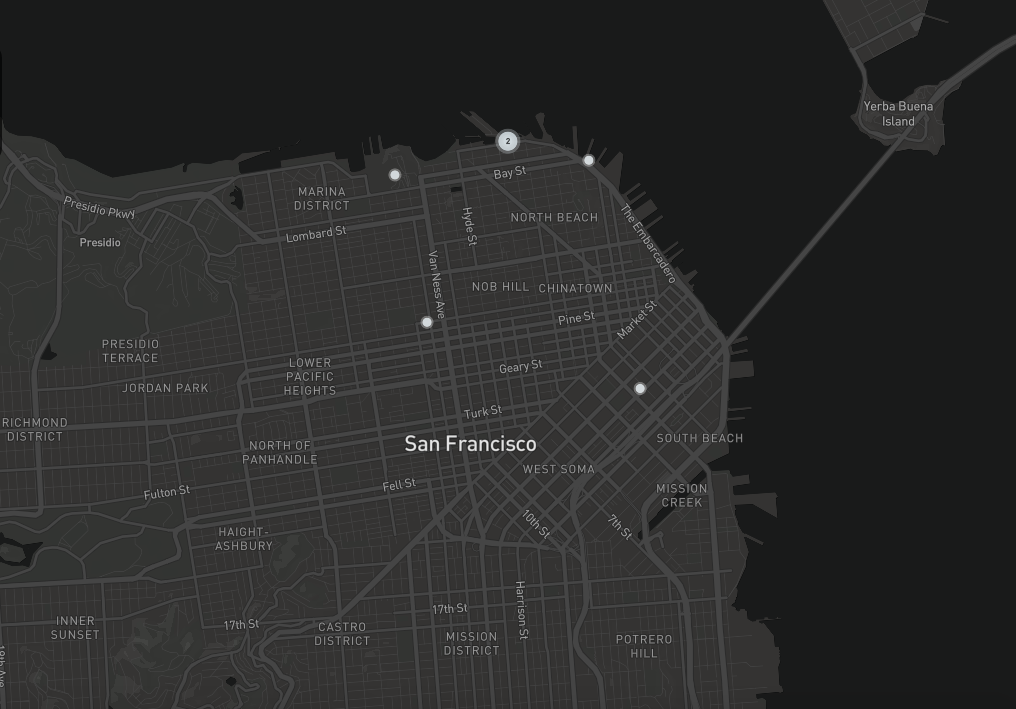 Yerba Buena
Island
2
Bay St
MARINA
DISTRICT
Presidio Pkwy
Hyde St
NORTH BEACH
The Embarcadero
Lombard St
Presidio
Van Ness Ave
NOB HILL
CHINATOWN
Pine St
Market St
PRESIDIO
TERRACE
LOWER
PACIFIC
HEIGHTS
Geary St
JORDAN PARK
Turk St
RICHMOND
DISTRICT
San Francisco
SOUTH BEACH
NORTH OF
PANHANDLE
WEST SOMA
Fell St
Fulton St
MISSION
CREEK
10th St
7th St
HAIGHT-
ASHBURY
17th St
Harrison St
INNER
SUNSET
17th St
CASTRO
DISTRICT
MISSION
DISTRICT
POTRERO
HILL